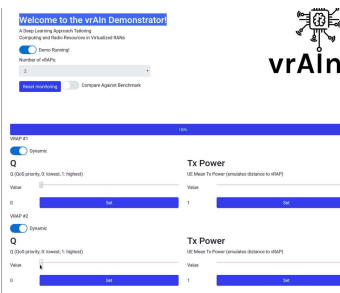 Welcome to the vrAIn Demonstrator!
A Deep Learning Approach Tailoring
Computing and Radio Resources in Virtualized RANs
Demo Running!
Number of vRAPs:
2
Reset monitoring
Compare Against Benchmark
vrAIn
100%
VRAP #1
Dynamic
Q
Tx Power
Q (QoS priority, 0: lowest, 1: highest)
UE Mean Tx Power (emulates distance to vRAP)
Value
Value
0
Set
1
Set
VRAP #2
Dynamic
Q
Tx Power
Q (QoS priority, 0: lowest, 1: highest)
UE Mean Tx Power (emulates distance to vRAP)
Value
Value
0
Set
1
Set